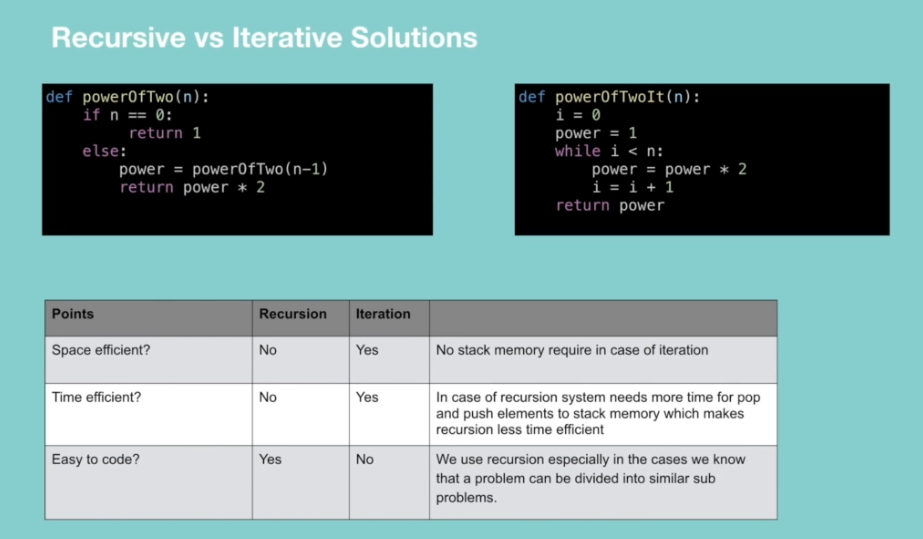 Recursive vs Iterative Solutions
def powerOfTwo(n):
    if n == 0:
        return 1
    else:
        power = powerOfTwo(n-1)
        return power * 2
def powerOfTwoIt(n):
    i = 0
    power = 1
    while i < n:
        power = power * 2
        i = i + 1
    return power
Points Recursion Iteration
Space efficient? No Yes No stack memory require in case of iteration
Time efficient? No Yes In case of recursion system needs more time for pop
and push elements to stack memory which makes
recursion less time efficient
Easy to code? Yes No We use recursion especially in the cases we know
that a problem can be divided into similar sub
problems.